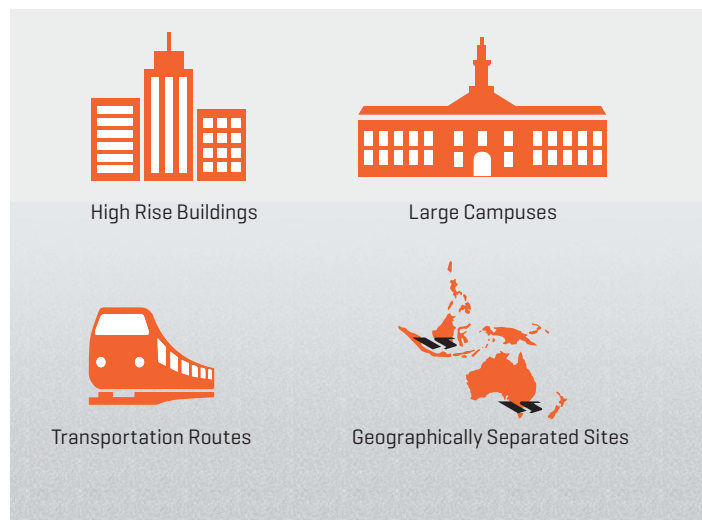 High Rise Buildings
Large Campuses
Transportation Routes
Geographically Separated Sites